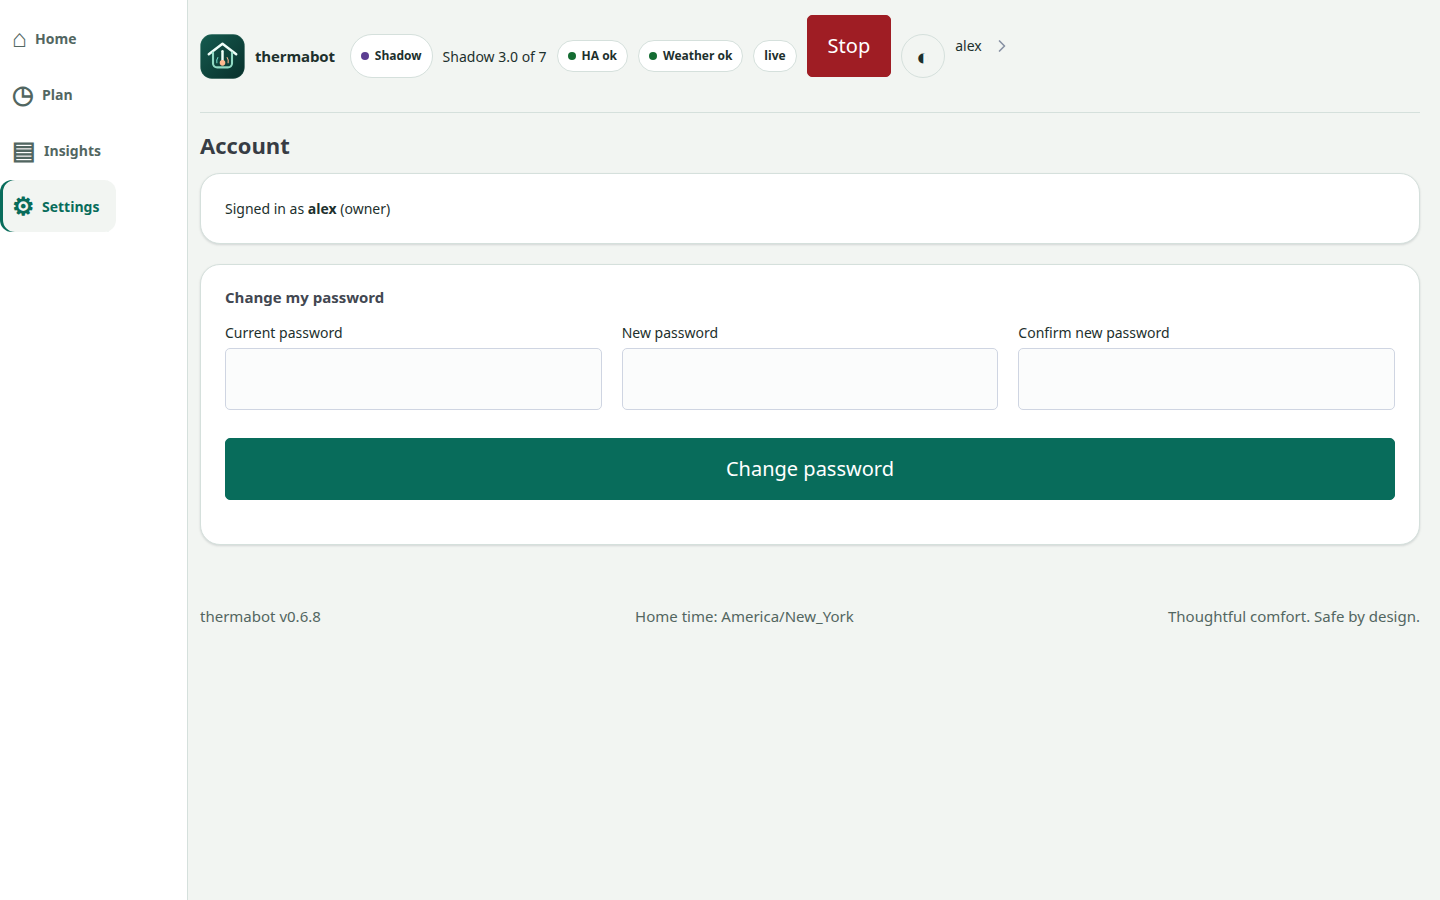 Home
Plan
Insights
Settings
thermabot
Shadow
Shadow 3.0 of 7
HA ok
Weather ok
live
Stop
alex
Account
Signed in as alex (owner)
Change my password
Current password
New password
Confirm new password
Change password
thermabot v0.6.8
Home time: America/New_York
Thoughtful comfort. Safe by design.